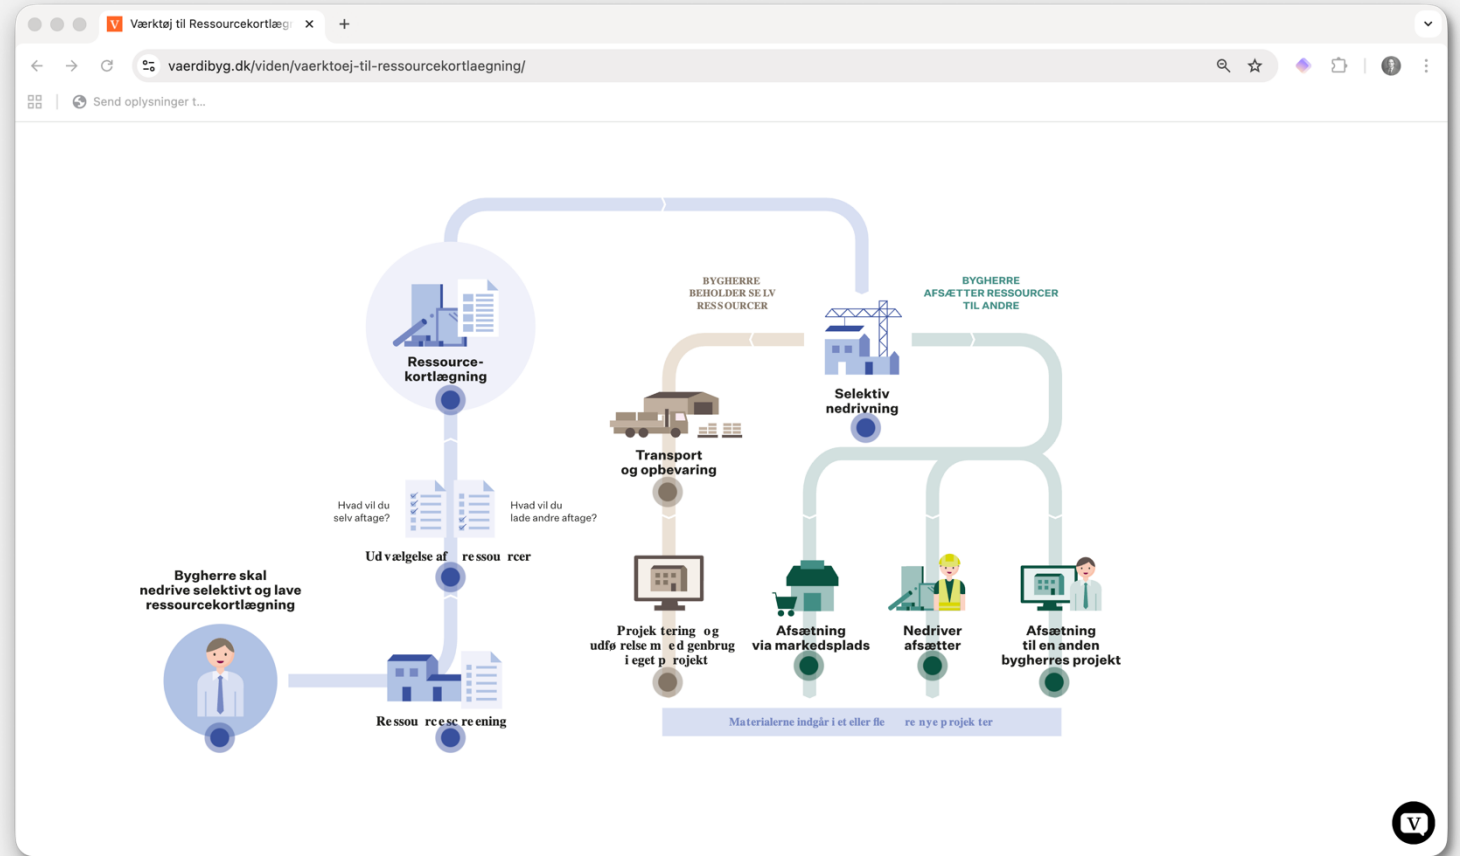 Værktøj til Ressourcekortlægn
vaerdibyg.dk/viden/vaerktoej-til-ressourcekortlaegning/
Send oplysninger t...
BYGHERRE
BEHOLDER SELV
RESSOURCER
BYGHERRE
AFSÆTTER RESSOURCER
TIL ANDRE
Ressource-
kortlægning
Selektiv
nedrivning
Transport
og opbevaring
Hvad vil du
selv aftage?
Hvad vil du
lade andre aftage?
Udvælgelse af ressourcer
Bygherre skal
nedrive selektivt og lave
ressourcekortlægning
Projektering og
udførelse med genbrug
i eget projekt
Afsætning
via markedsplads
Nedriver
afsætter
Afsætning
til en anden
bygherres projekt
Ressourcescreening
Materialerne indgår i et eller flere nye projekter